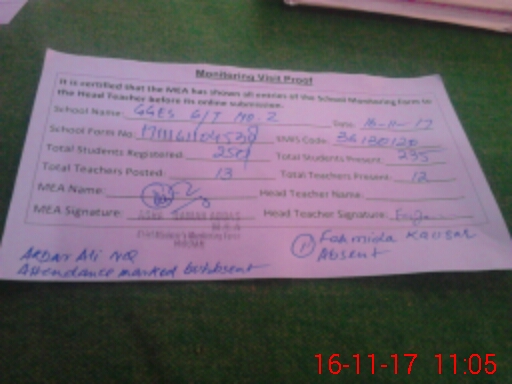 Monitoring Visit Proof
It is certified that the MEA has shown all entries of the School Monitoring Form to
the Head Teacher before its online submission.
School Name: GGES G/T No. 2 Date: 16-11-17
School Form No EMIS Code: 36130120
Total Students Registered: 250 Total Students Present: 235
Total Teachers Posted: 13 Total Teachers Present: 12
MEA Name: Head Teacher Name:
MEA Signature: Head Teacher Signature:
Fahmida Kausar
Absent
Ali NQ
Attendance marked but absent
16-11-17 11:05